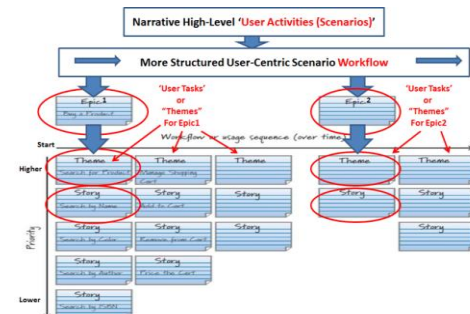 Narrative High-Level 'User Activities (Scenarios)'
More Structured User-Centric Scenario Workflow
Epic1
Buy a Product
'User Tasks'
or
"Themes"
For Epic1
Epic2
'User Tasks'
or
"Themes"
For Epic2
Start
Workflow or usage sequence (over time)
Higher
Priority
Lower
Theme
Search for Product
Theme
Manage Shopping
Cart
Theme
Theme
Theme
Story
Search by Name
Story
Add to Cart
Story
Story
Story
Story
Search by Color
Story
Remove from Cart
Story
Story
Story
Search by Author
Story
Price the Cart
Story
Search by ISBN